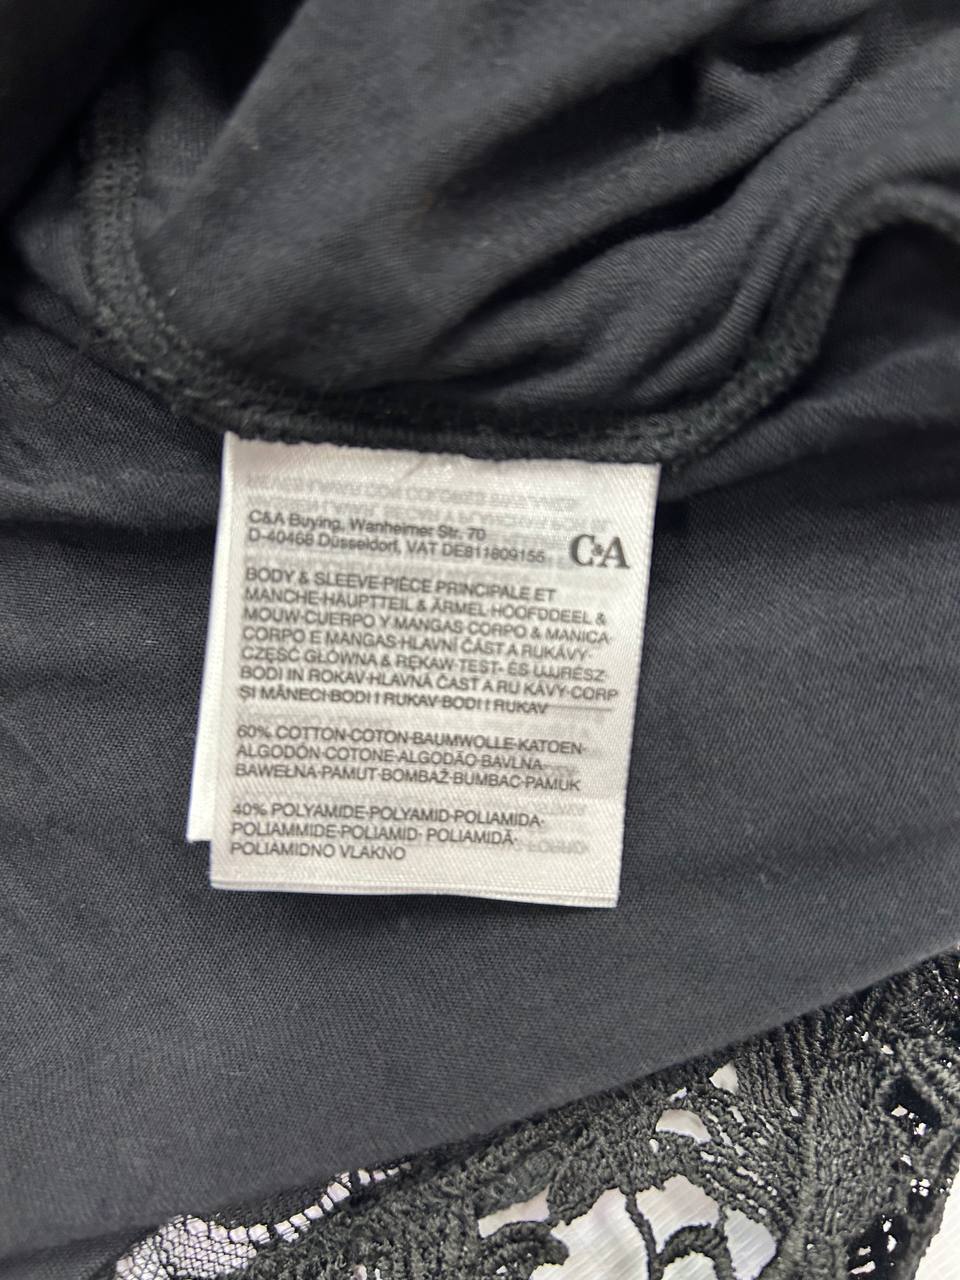 C&A Buying, Wanheimer Str. 70
D-40468 Düsseldorf, VAT DE811809155
C&A
BODY & SLEEVE·PIÈCE PRINCIPALE ET
MANCHE·HAUPTTEIL & ÄRMEL·HOOFDDEEL &
MOUW·CUERPO Y MANGAS·CORPO & MANICA·
CORPO E MANGAS·HLAVNÍ ČÁST A RUKÁVY·
CZĘŚĆ GŁÓWNA & RĘKAW·TEST- ÉS UJJRÉSZ·
BODI IN ROKAV·HLAVNÁ ČASŤ A RU KÁVY·CORP
ȘI MÂNECI·BODI I RUKAV·BODI I RUKAV
60% COTTON·COTON·BAUMWOLLE·KATOEN·
ALGODÓN·COTONE·ALGODÃO·BAVLNA·
BAWEŁNA·PAMUT·BOMBAŽ·BUMBAC·PAMUK
40% POLYAMIDE·POLYAMID·POLIAMIDA·
POLIAMMIDE·POLIAMID· POLIAMIDĂ·
POLIAMIDNO VLAKNO